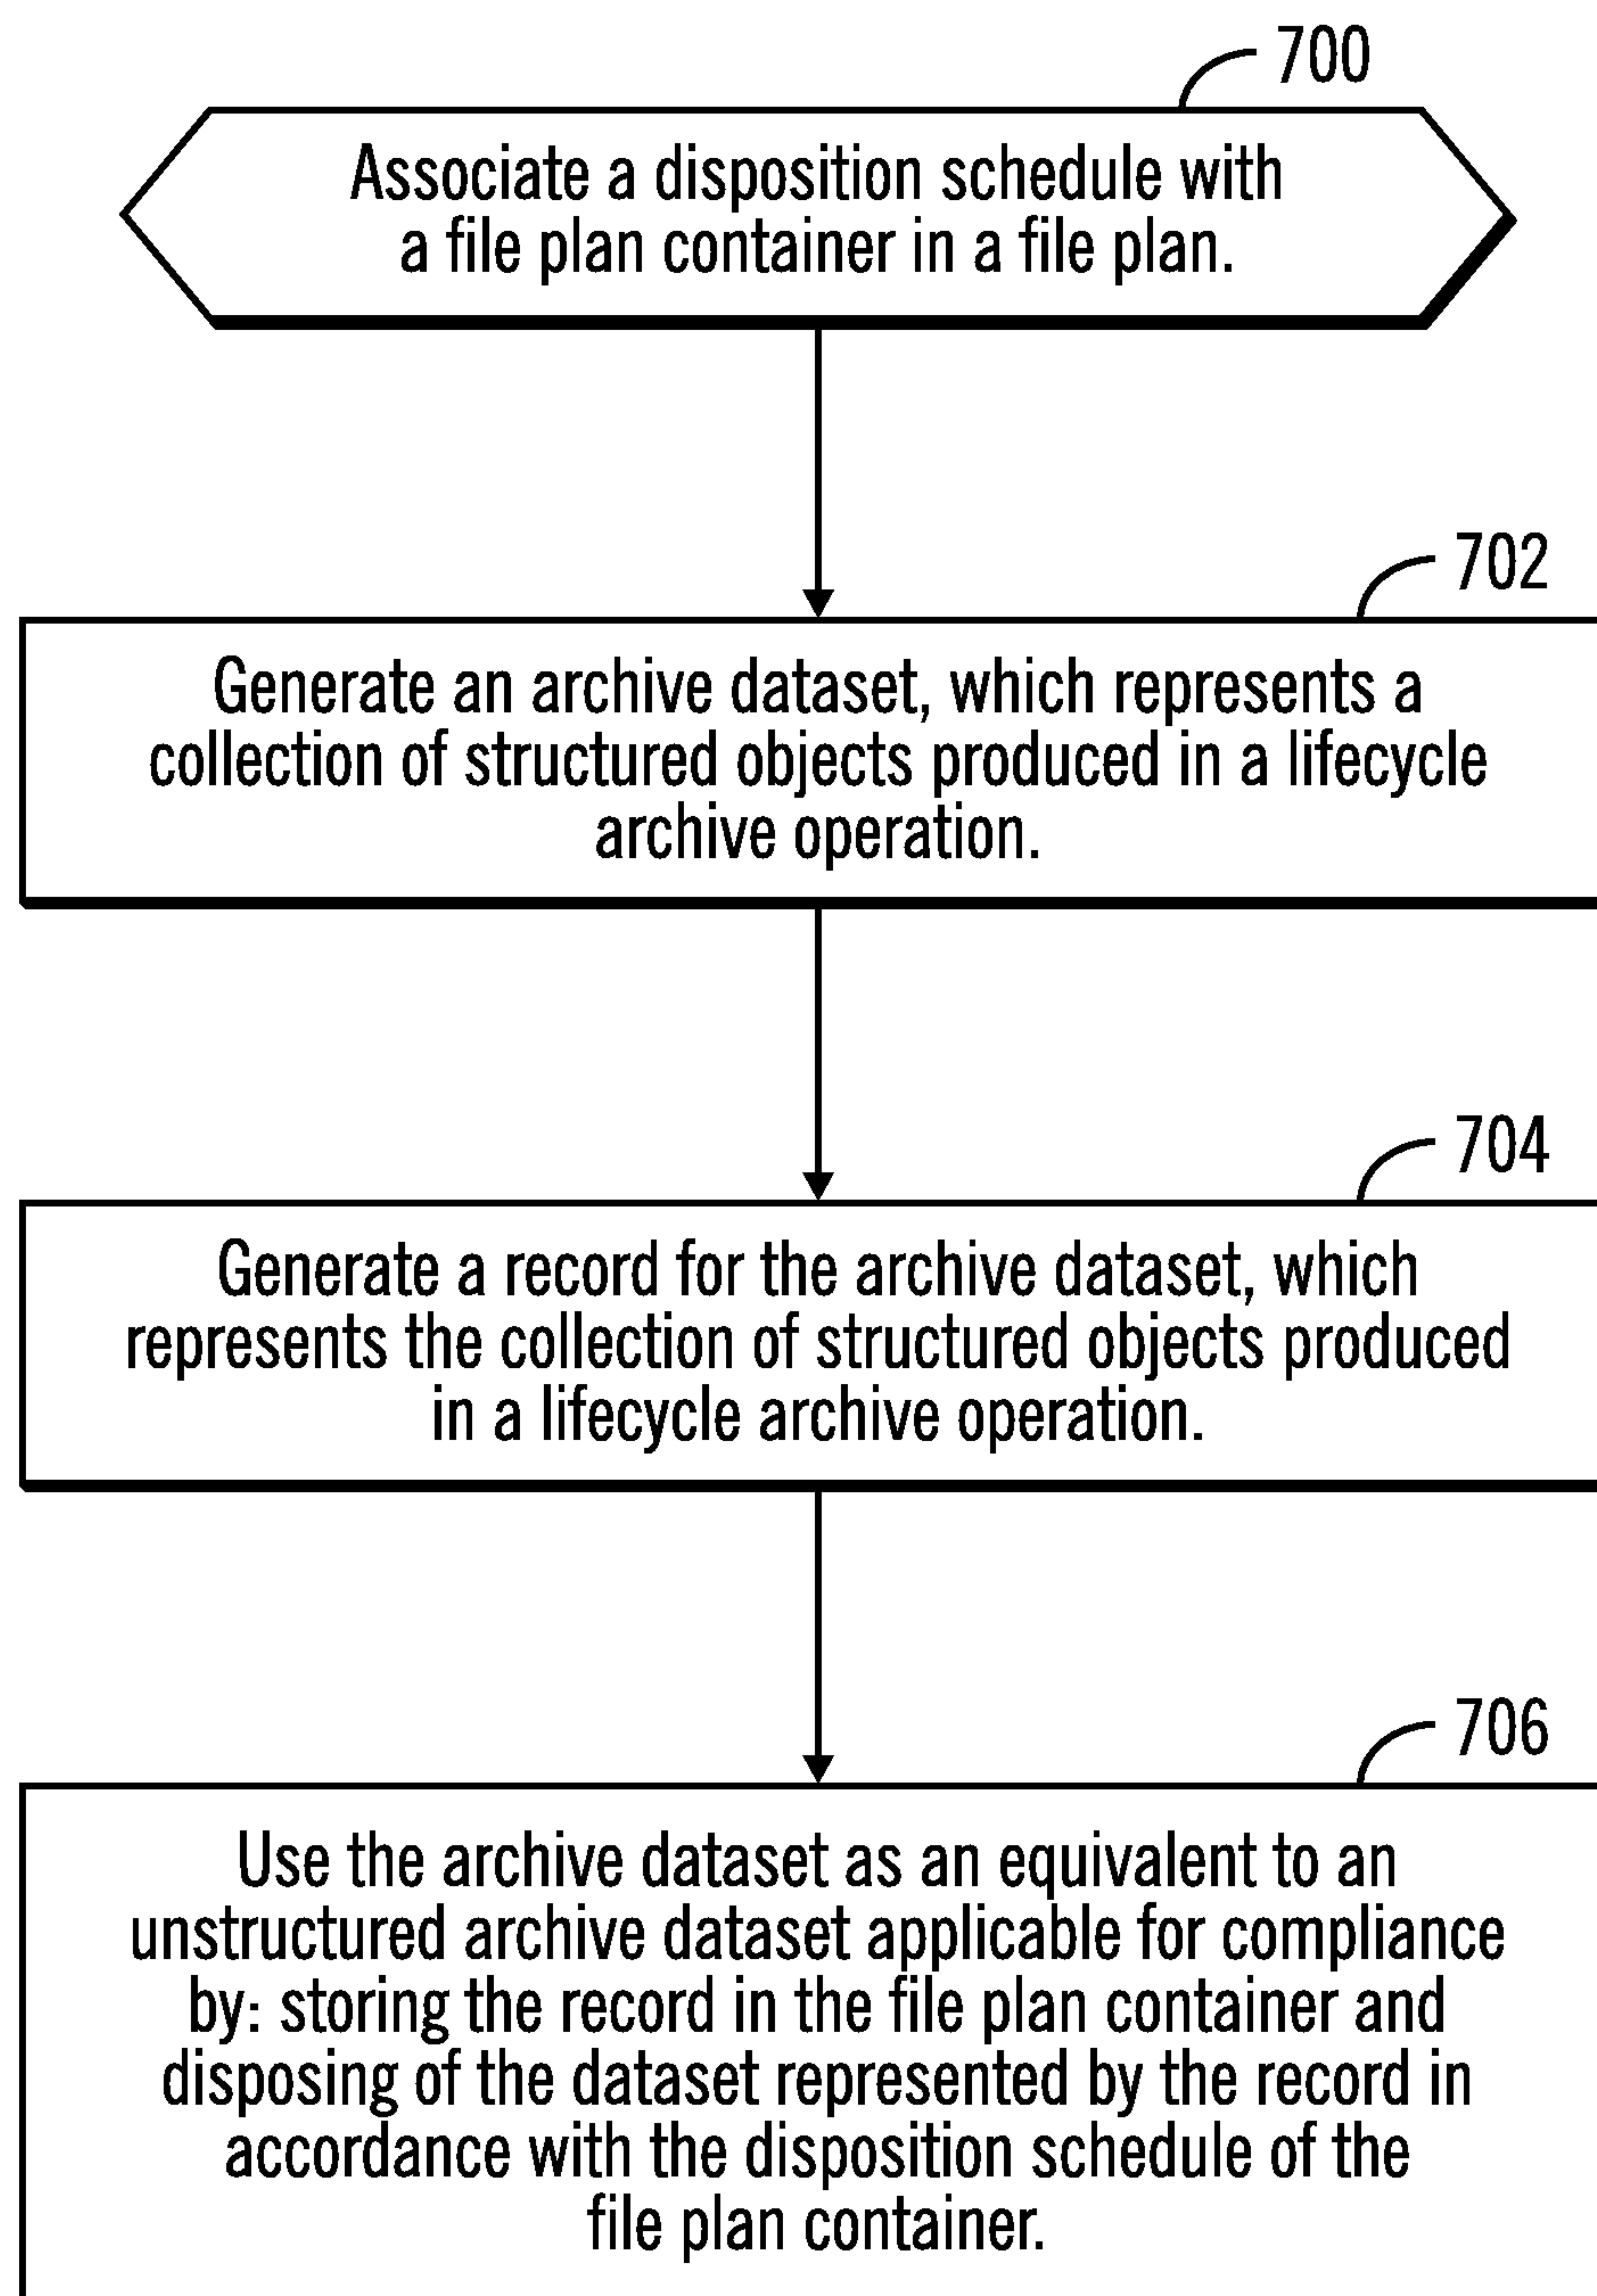 700
Associate a disposition schedule with
a file plan container in a file plan.
702
Generate an archive dataset, which represents a
collection of structured objects produced in a lifecycle
archive operation.
704
Generate a record for the archive dataset, which
represents the collection of structured objects produced
in a lifecycle archive operation.
706
Use the archive dataset as an equivalent to an
unstructured archive dataset applicable for compliance
by: storing the record in the file plan container and
disposing of the dataset represented by the record in
accordance with the disposition schedule of the
file plan container.